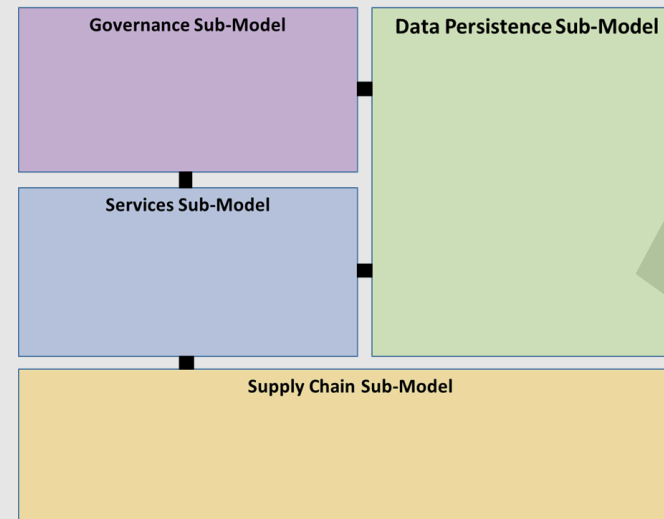 Governance Sub-Model
Data Persistence Sub-Model
Services Sub-Model
Supply Chain Sub-Model